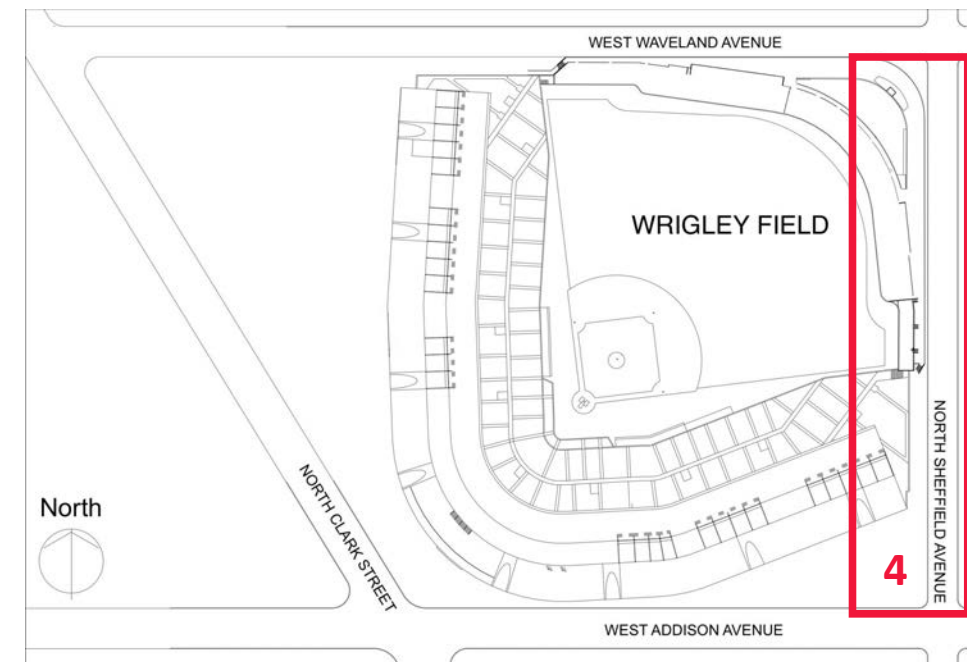 WEST WAVELAND AVENUE
WRIGLEY FIELD
NORTH SHEFFIELD AVENUE
North
NORTH CLARK STREET
4
WEST ADDISON AVENUE